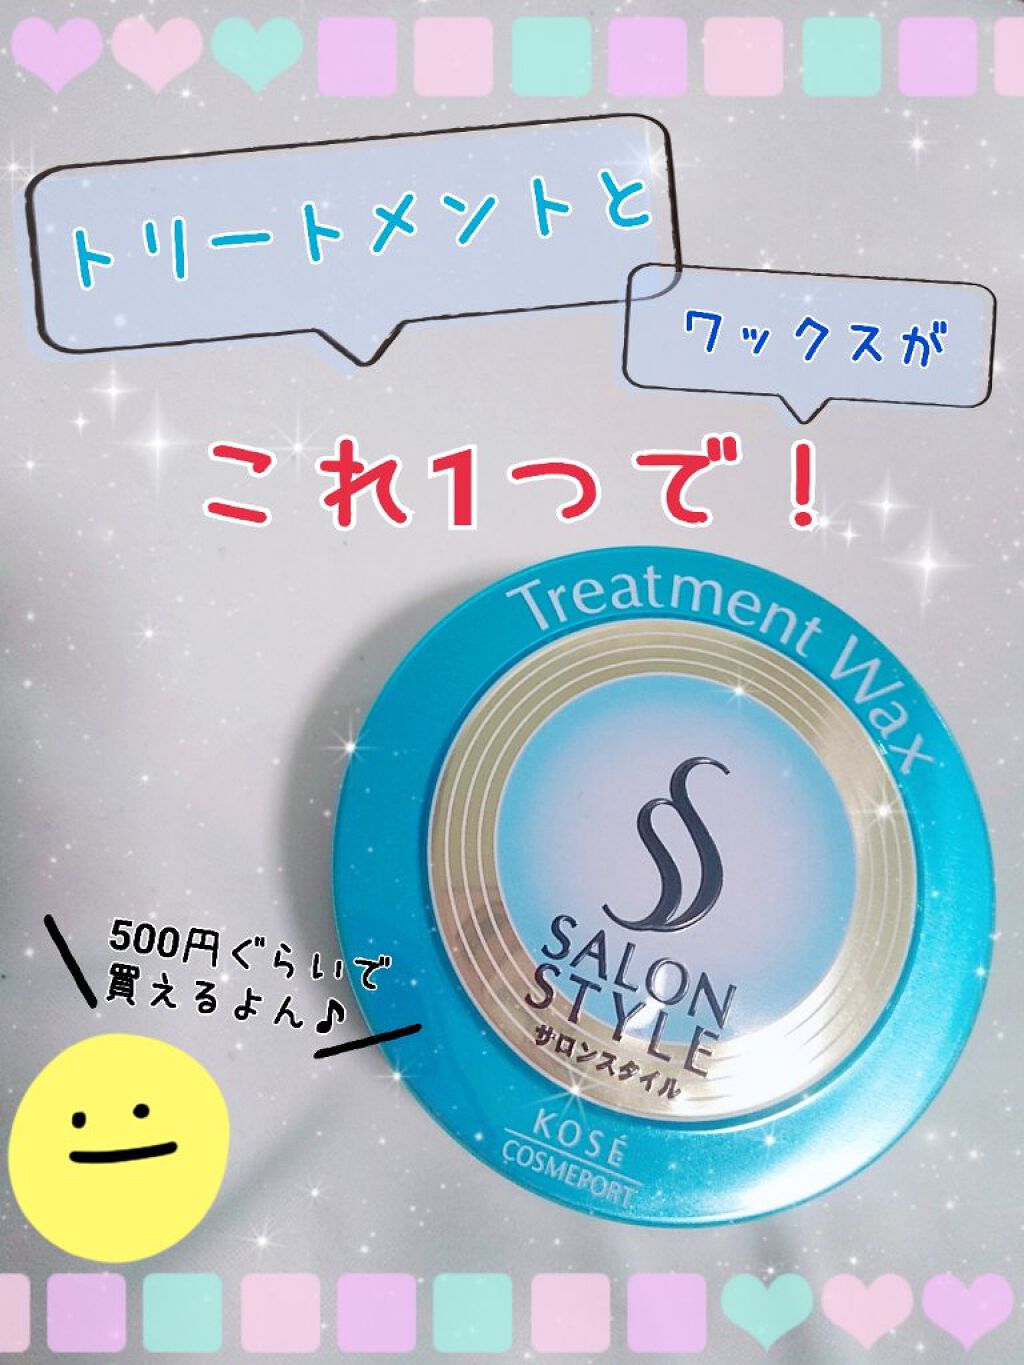 トリートメントと
ワックスが
これ1つで！
Treatment Wax
SALON
STYLE
サロンスタイル
KOSÉ
COSMEPORT
500円ぐらいで
買えるよん♪